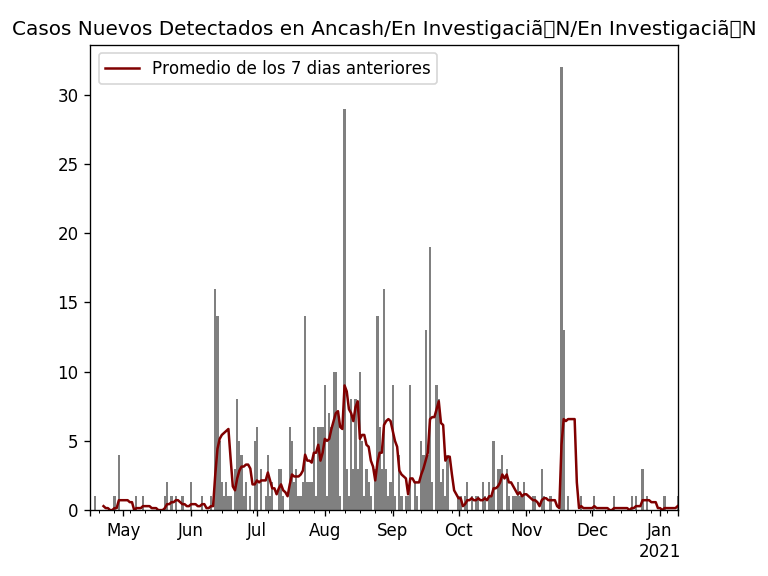 Casos Nuevos Detectados en Ancash/En Investigaciã▯N/En Investigaciã▯N
Promedio de los 7 dias anteriores
30
25
20
15
10
5
0
May Jun Jul Aug Sep Oct Nov Dec Jan
2021